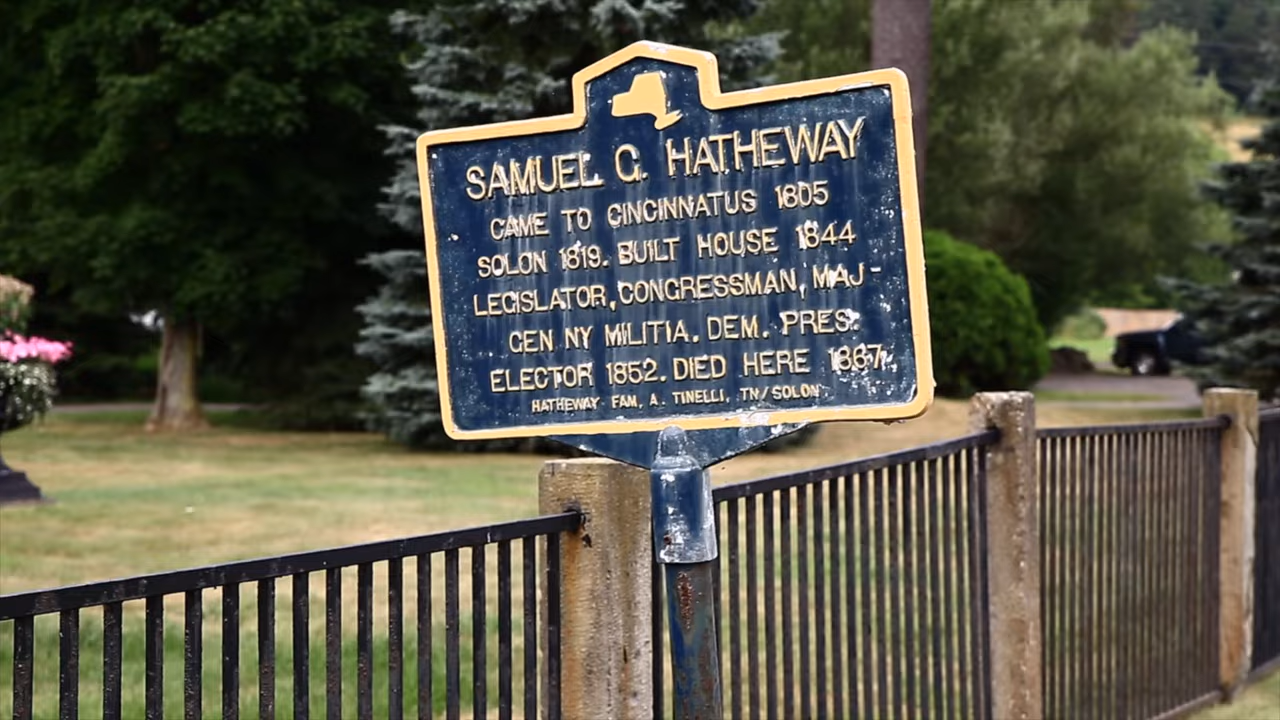 SAMUEL G. HATHEWAY
CAME TO CINCINNATUS 1805
SOLON 1819. BUILT HOUSE 1844
LEGISLATOR, CONGRESSMAN, MAJ-
GEN NY MILITIA. DEM. PRES.
ELECTOR 1852. DIED HERE 1867.
HATHEWAY FAM, A. TINELLI, TN/SOLON